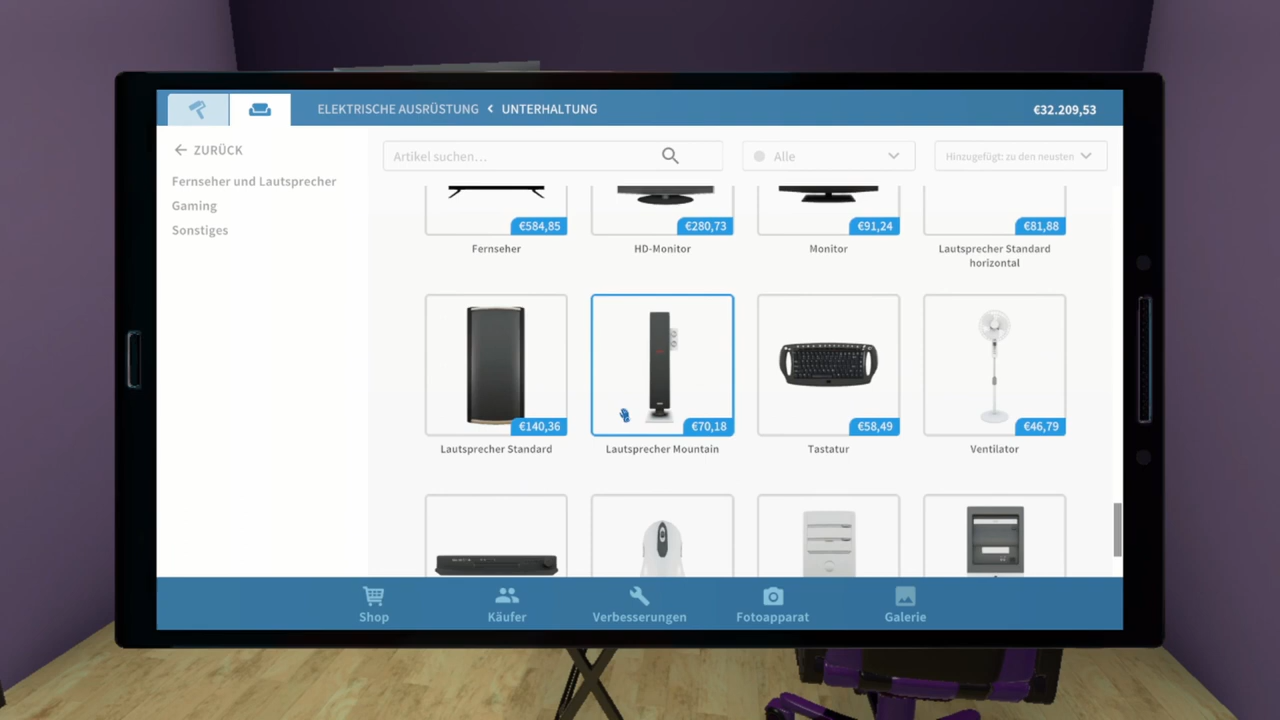 ELEKTRISCHE AUSRÜSTUNG < UNTERHALTUNG
€32.209,53
← ZURÜCK
Fernseher und Lautsprecher
Gaming
Sonstiges
Artikel suchen...
Alle
Hinzugefügt: zu den neusten
€584,85
€280,73
€91,24
€81,88
Fernseher
HD-Monitor
Monitor
Lautsprecher Standard
horizontal
€140,36
€70,18
€58,49
€46,79
Lautsprecher Standard
Lautsprecher Mountain
Tastatur
Ventilator
Shop
Käufer
Verbesserungen
Fotoapparat
Galerie